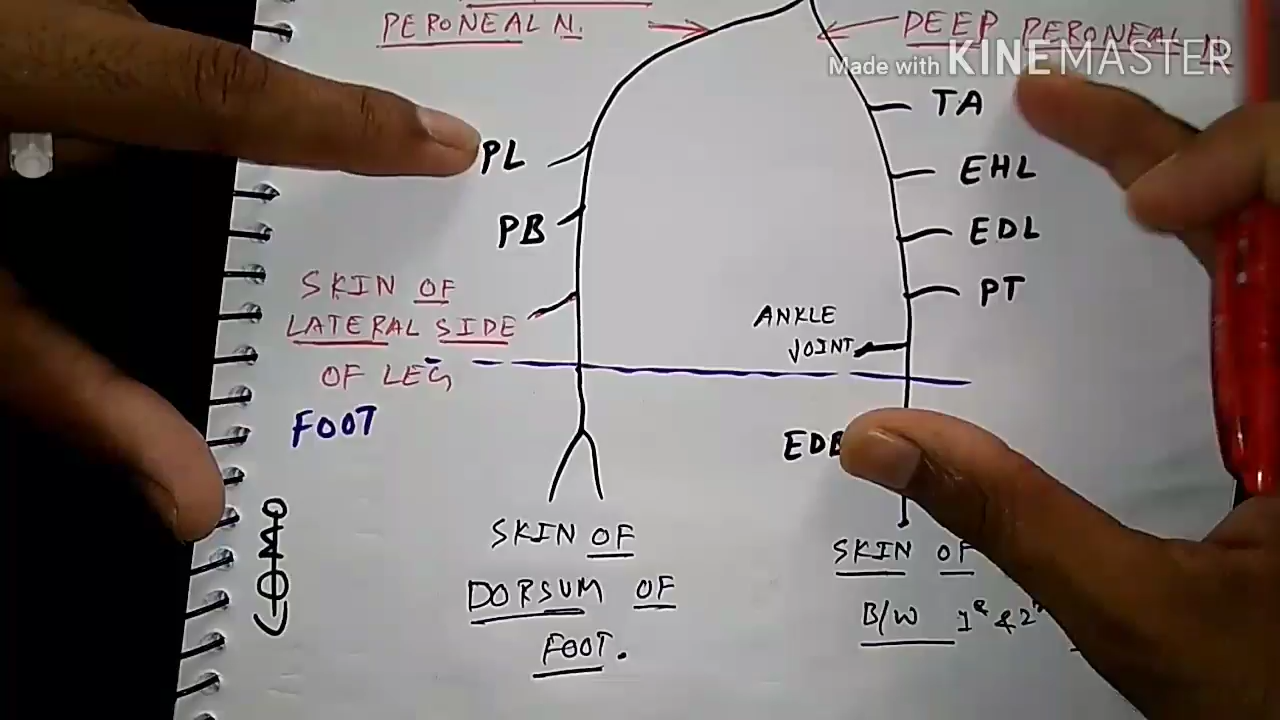 PERONEAL N.
DEEP PERONEAL N.
Made with KINEMASTER
TA
PL
EHL
PB
EDL
SKIN OF
LATERAL SIDE
OF LEG
PT
ANKLE
JOINT
FOOT
SKIN OF
DORSUM OF
FOOT.
SKIN OF
B/W